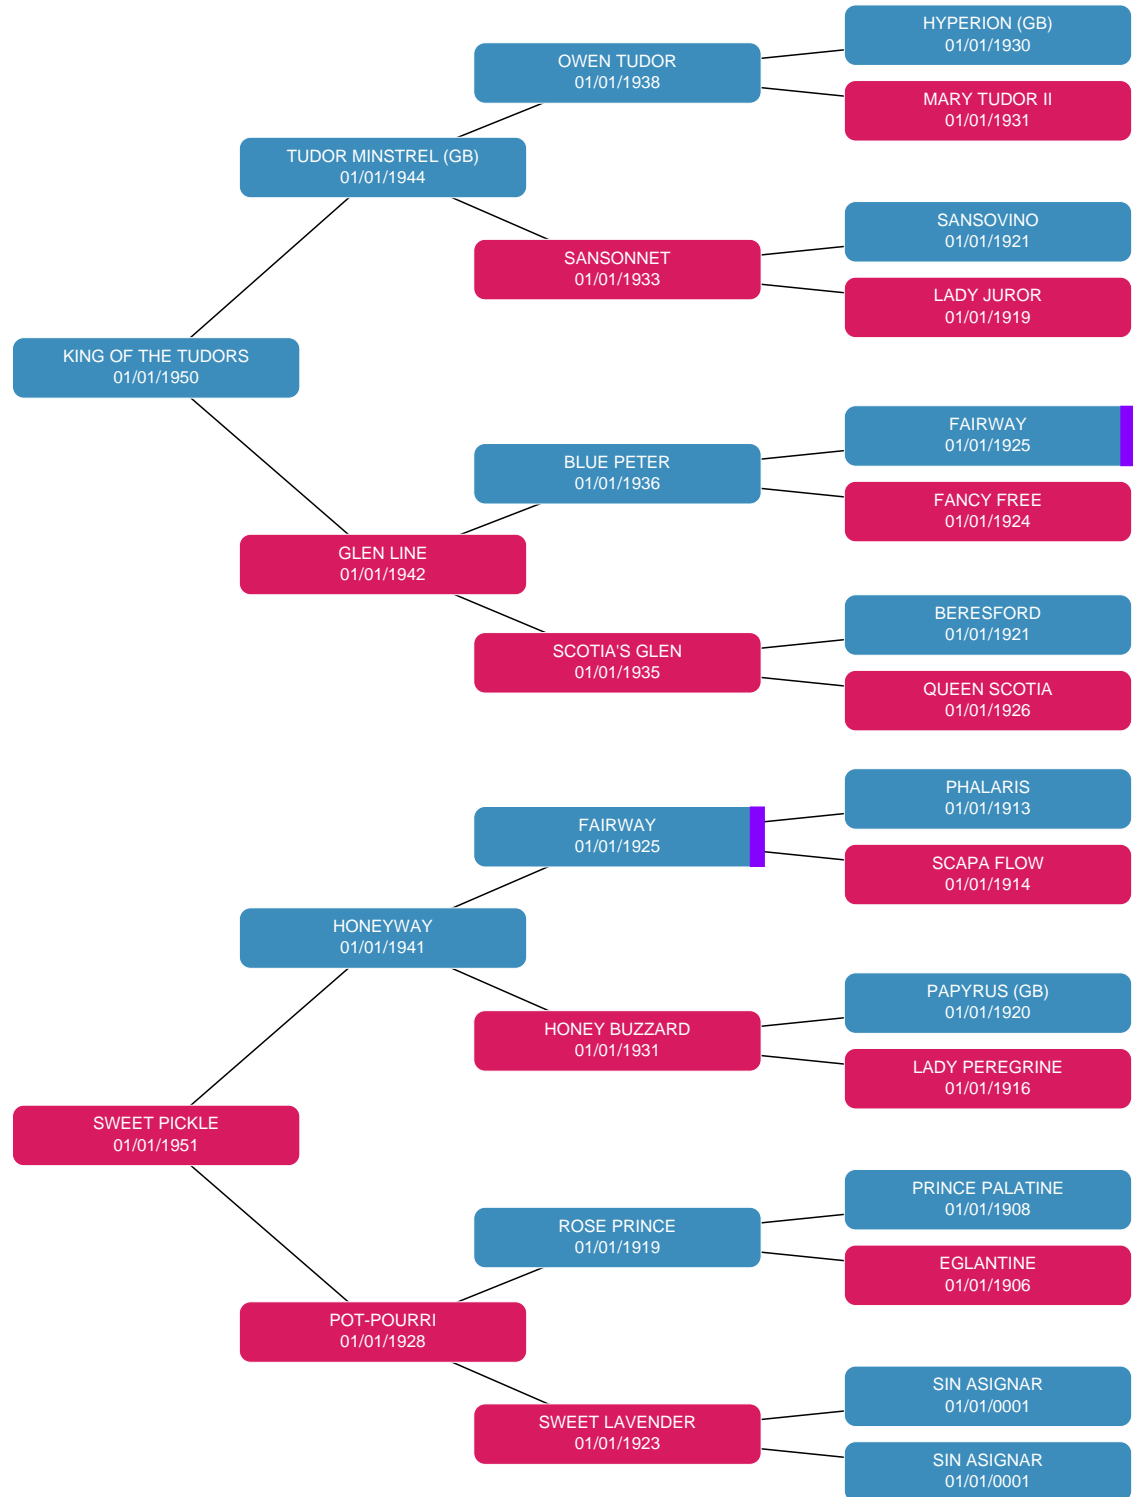 HYPERION (GB)
01/01/1930
OWEN TUDOR
01/01/1938
MARY TUDOR II
01/01/1931
TUDOR MINSTREL (GB)
01/01/1944
SANSOVINO
01/01/1921
SANSONNET
01/01/1933
LADY JUROR
01/01/1919
KING OF THE TUDORS
01/01/1950
FAIRWAY
01/01/1925
BLUE PETER
01/01/1936
FANCY FREE
01/01/1924
GLEN LINE
01/01/1942
BERESFORD
01/01/1921
SCOTIA'S GLEN
01/01/1935
QUEEN SCOTIA
01/01/1926
PHALARIS
01/01/1913
FAIRWAY
01/01/1925
SCAPA FLOW
01/01/1914
HONEYWAY
01/01/1941
PAPYRUS (GB)
01/01/1920
HONEY BUZZARD
01/01/1931
LADY PEREGRINE
01/01/1916
SWEET PICKLE
01/01/1951
PRINCE PALATINE
01/01/1908
ROSE PRINCE
01/01/1919
EGLANTINE
01/01/1906
POT-POURRI
01/01/1928
SIN ASIGNAR
01/01/0001
SWEET LAVENDER
01/01/1923
SIN ASIGNAR
01/01/0001